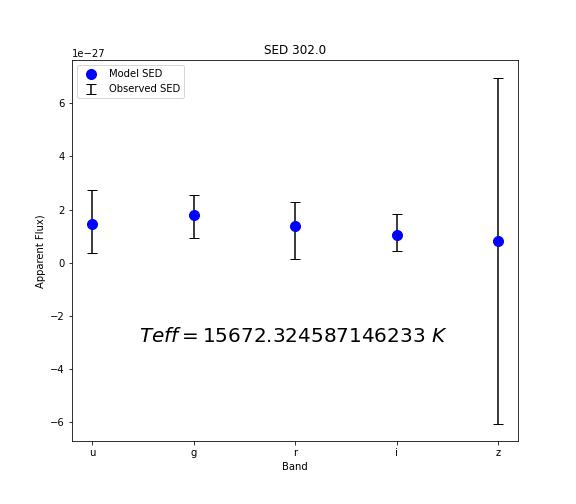 SED 302.0
1e−27
Model SED
Observed SED
6
4
2
0
−2
−4
−6
Apparent Flux)
Teff = 15672.324587146233 K
u g r i z
Band